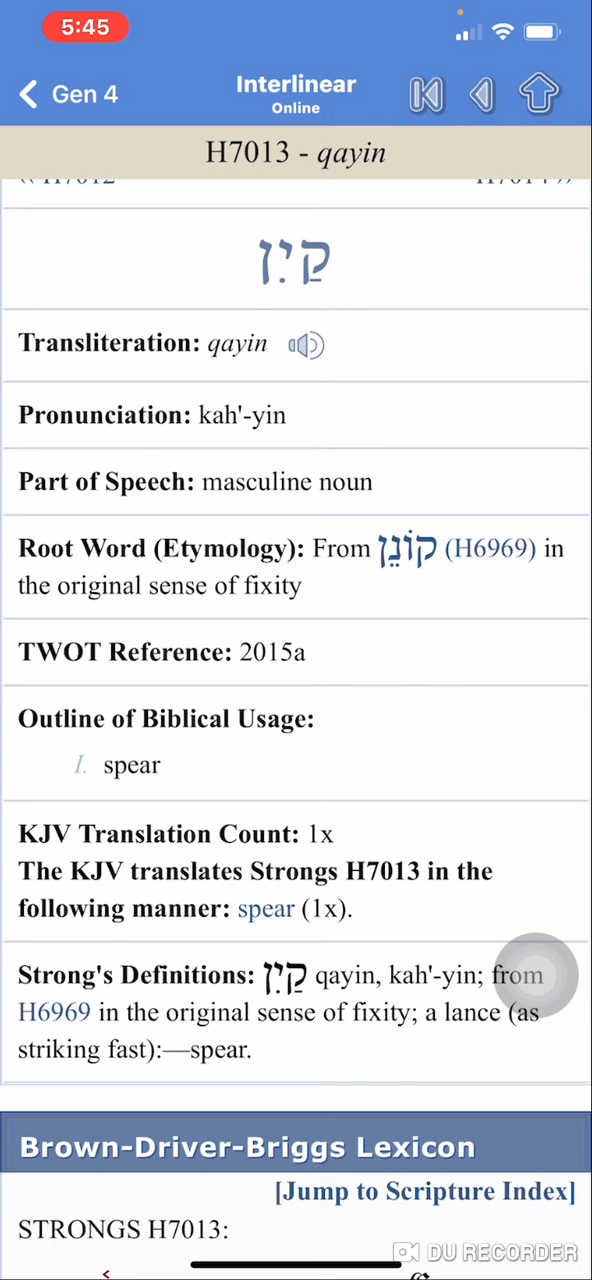 5:45
Gen 4
Interlinear
Online
H7013 - qayin
קַיִן
Transliteration: qayin
Pronunciation: kah'-yin
Part of Speech: masculine noun
Root Word (Etymology): From קוֹנֵן (H6969) in
the original sense of fixity
TWOT Reference: 2015a
Outline of Biblical Usage:
I. spear
KJV Translation Count: 1x
The KJV translates Strongs H7013 in the
following manner: spear (1x).
Strong's Definitions: קַיִן qayin, kah'-yin; from
H6969 in the original sense of fixity; a lance (as
striking fast):—spear.
Brown-Driver-Briggs Lexicon
[Jump to Scripture Index]
STRONGS H7013:
DU RECORDER